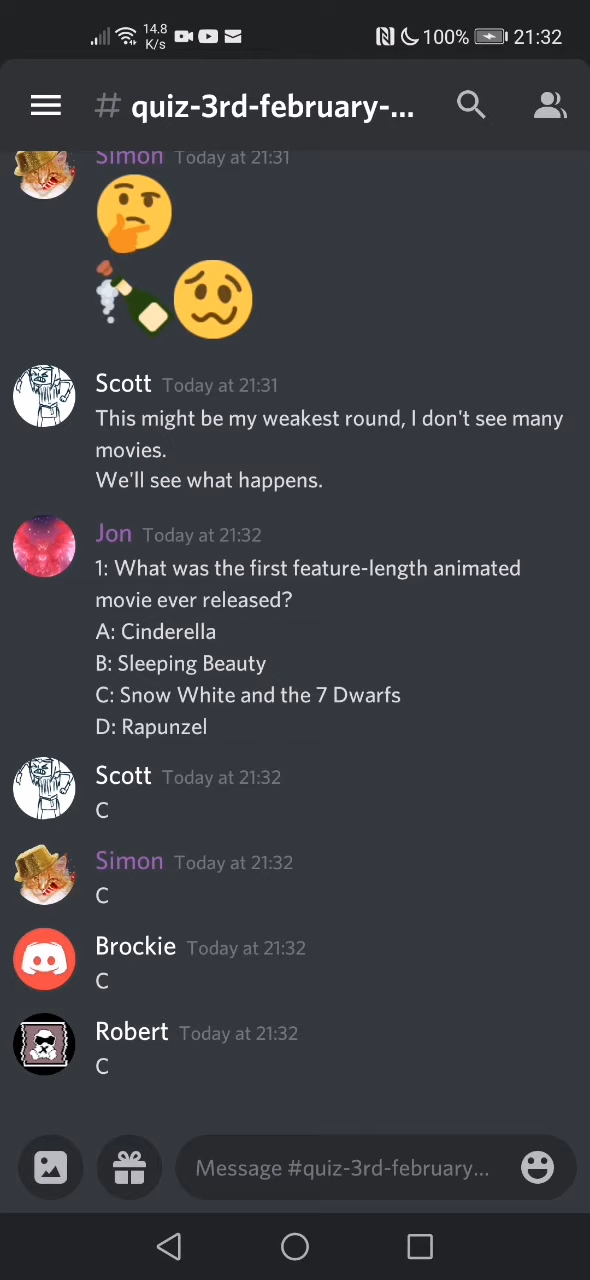 14.8
K/s
100%
21:32
# quiz-3rd-february-...
Simon Today at 21:31
Scott Today at 21:31
This might be my weakest round, I don't see many
movies.
We'll see what happens.
Jon Today at 21:32
1: What was the first feature-length animated
movie ever released?
A: Cinderella
B: Sleeping Beauty
C: Snow White and the 7 Dwarfs
D: Rapunzel
Scott Today at 21:32
C
Simon Today at 21:32
C
Brockie Today at 21:32
C
Robert Today at 21:32
C
Message #quiz-3rd-february...